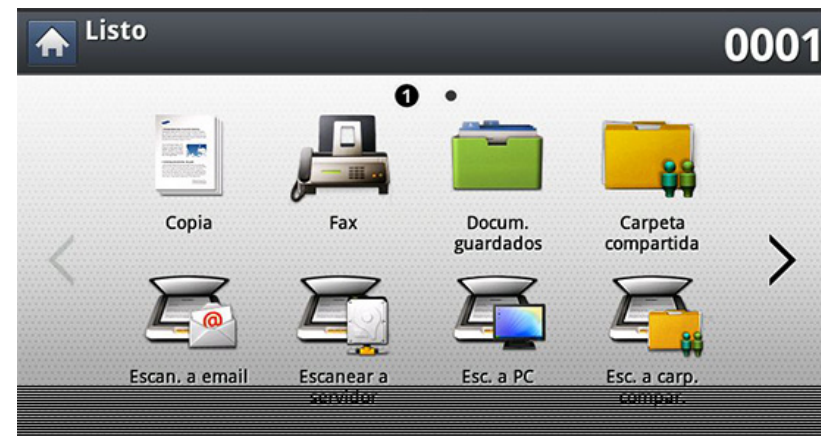 Listo
0001
1
Copia
Fax
Docum.
guardados
Carpeta
compartida
Escan. a email
Escanear a
servidor
Esc. a PC
Esc. a carp.
compar.